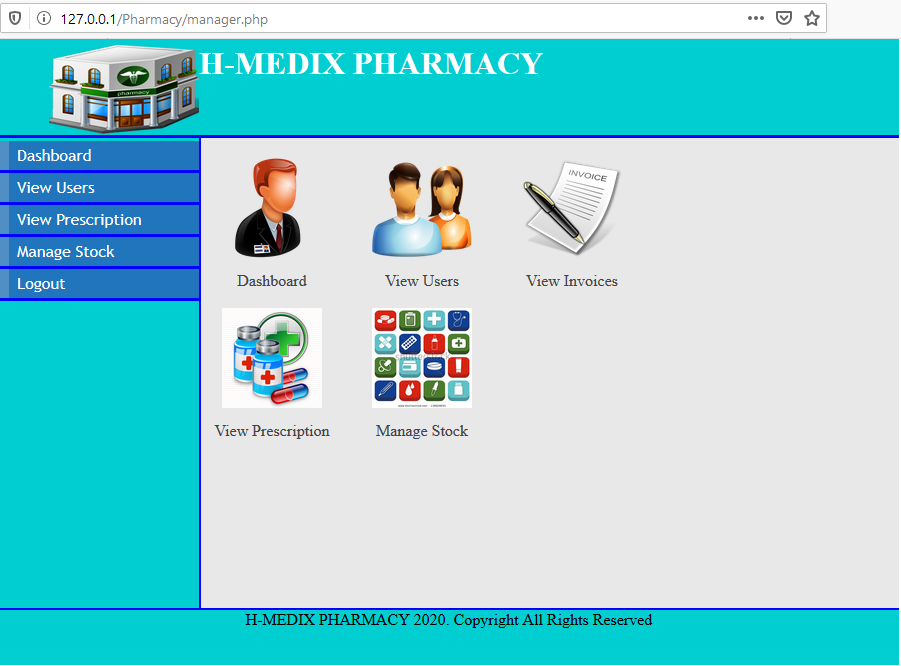 127.0.0.1/Pharmacy/manager.php
H-MEDIX PHARMACY
pharmacy
Dashboard
View Users
View Prescription
Manage Stock
Logout
INVOICE
Dashboard
View Users
View Invoices
View Prescription
Manage Stock
H-MEDIX PHARMACY 2020. Copyright All Rights Reserved